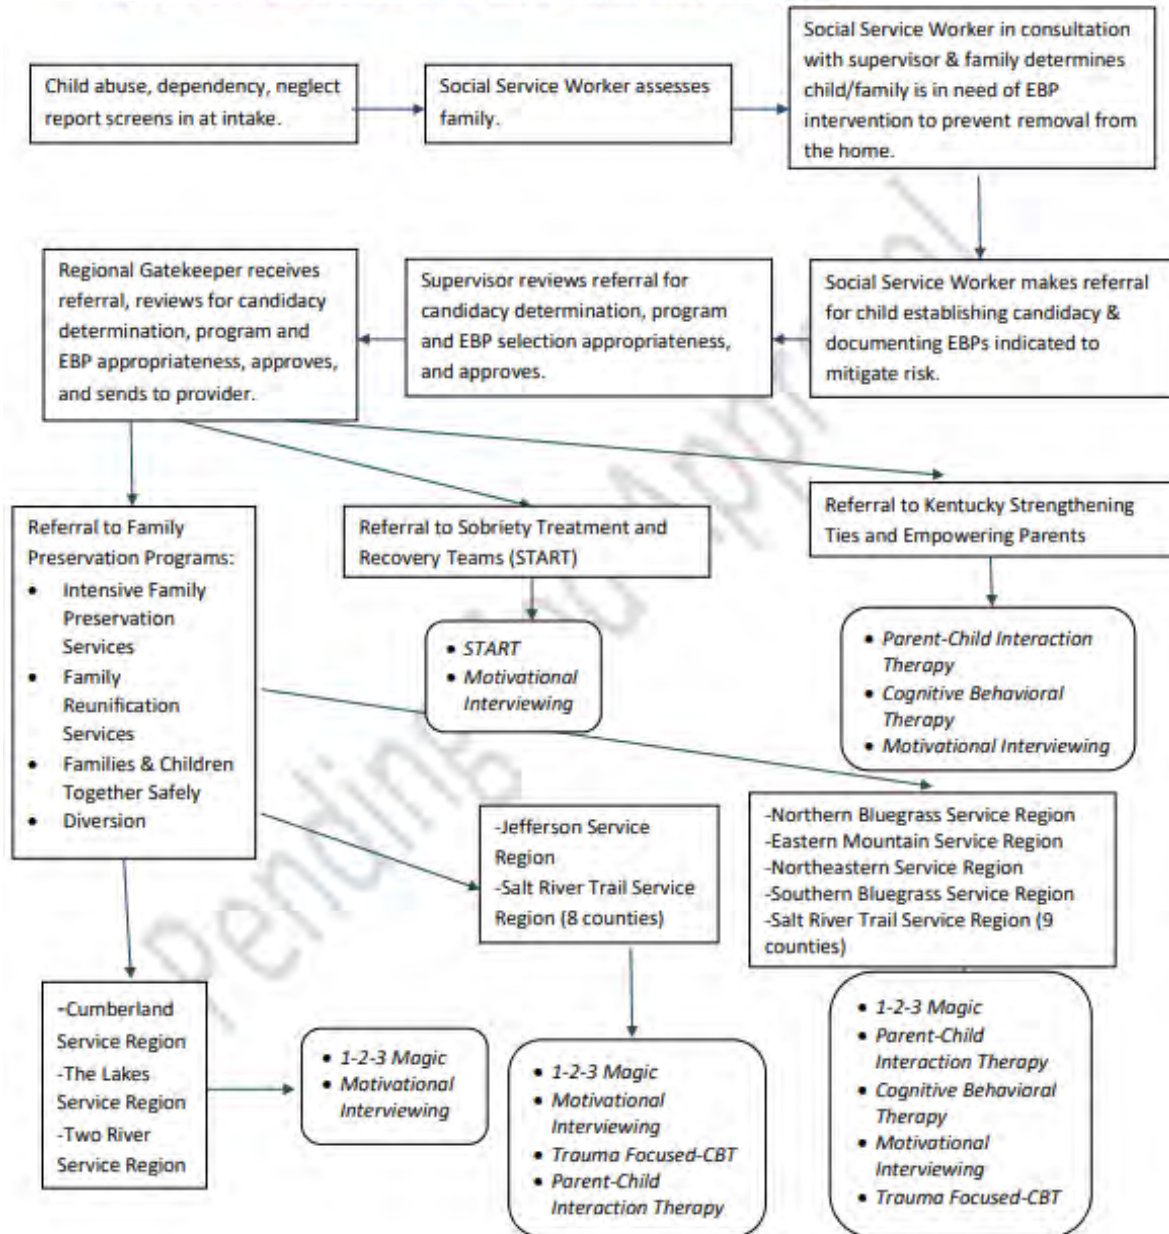 Child abuse, dependency, neglect
report screens in at intake.
Social Service Worker assesses
family.
Social Service Worker in consultation
with supervisor & family determines
child/family is in need of EBP
intervention to prevent removal from
the home.
Regional Gatekeeper receives
referral, reviews for candidacy
determination, program and
EBP appropriateness, approves,
and sends to provider.
Supervisor reviews referral for
candidacy determination, program
and EBP selection appropriateness,
and approves.
Social Service Worker makes referral
for child establishing candidacy &
documenting EBPs indicated to
mitigate risk.
Referral to Family
Preservation Programs:
• Intensive Family
Preservation
Services
• Family
Reunification
Services
• Families & Children
Together Safely
• Diversion
Referral to Sobriety Treatment and
Recovery Teams (START)
Referral to Kentucky Strengthening
Ties and Empowering Parents
• START
• Motivational
Interviewing
• Parent-Child Interaction
Therapy
• Cognitive Behavioral
Therapy
• Motivational Interviewing
-Jefferson Service
Region
-Salt River Trail Service
Region (8 counties)
-Northern Bluegrass Service Region
-Eastern Mountain Service Region
-Northeastern Service Region
-Southern Bluegrass Service Region
-Salt River Trail Service Region (9
counties)
-Cumberland
Service Region
-The Lakes
Service Region
-Two River
Service Region
• 1-2-3 Magic
• Motivational
Interviewing
• 1-2-3 Magic
• Motivational
Interviewing
• Trauma Focused-CBT
• Parent-Child
Interaction Therapy
• 1-2-3 Magic
• Parent-Child
Interaction Therapy
• Cognitive Behavioral
Therapy
• Motivational
Interviewing
• Trauma Focused-CBT
Pending